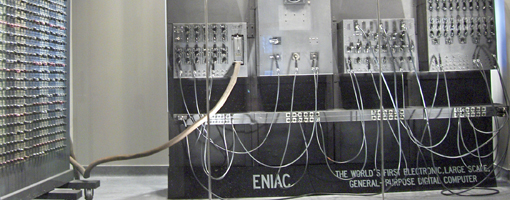 ENIAC
THE WORLD'S FIRST ELECTRONIC, LARGE SCALE,
GENERAL-PURPOSE DIGITAL COMPUTER